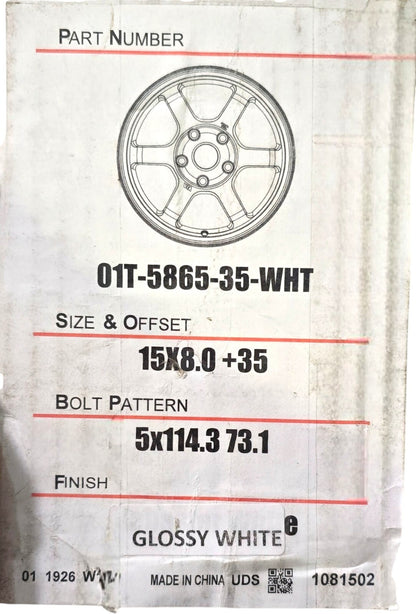 PART NUMBER
01T-5865-35-WHT
SIZE & OFFSET
15X8.0 +35
BOLT PATTERN
5x114.3 73.1
FINISH
GLOSSY WHITE e
01 1926 MADE IN CHINA UDS 1081502